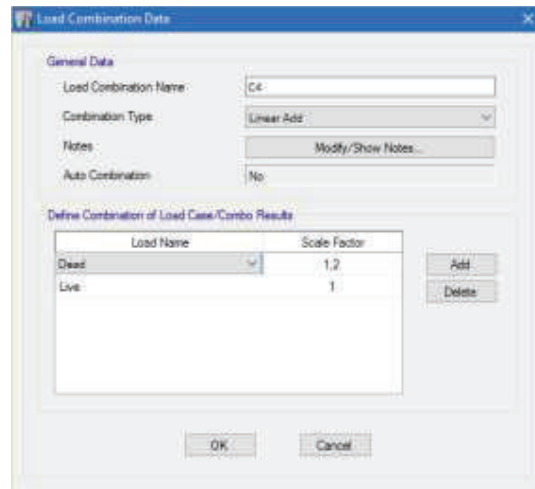 Load Combination Data
General Data
Load Combination Name C4
Combination Type Linear Add
Notes Modify/Show Notes...
Auto Combination No
Define Combination of Load Case/Combo Results
Load Name Scale Factor
Dead 1,2 Add
Live 1 Delete
OK Cancel